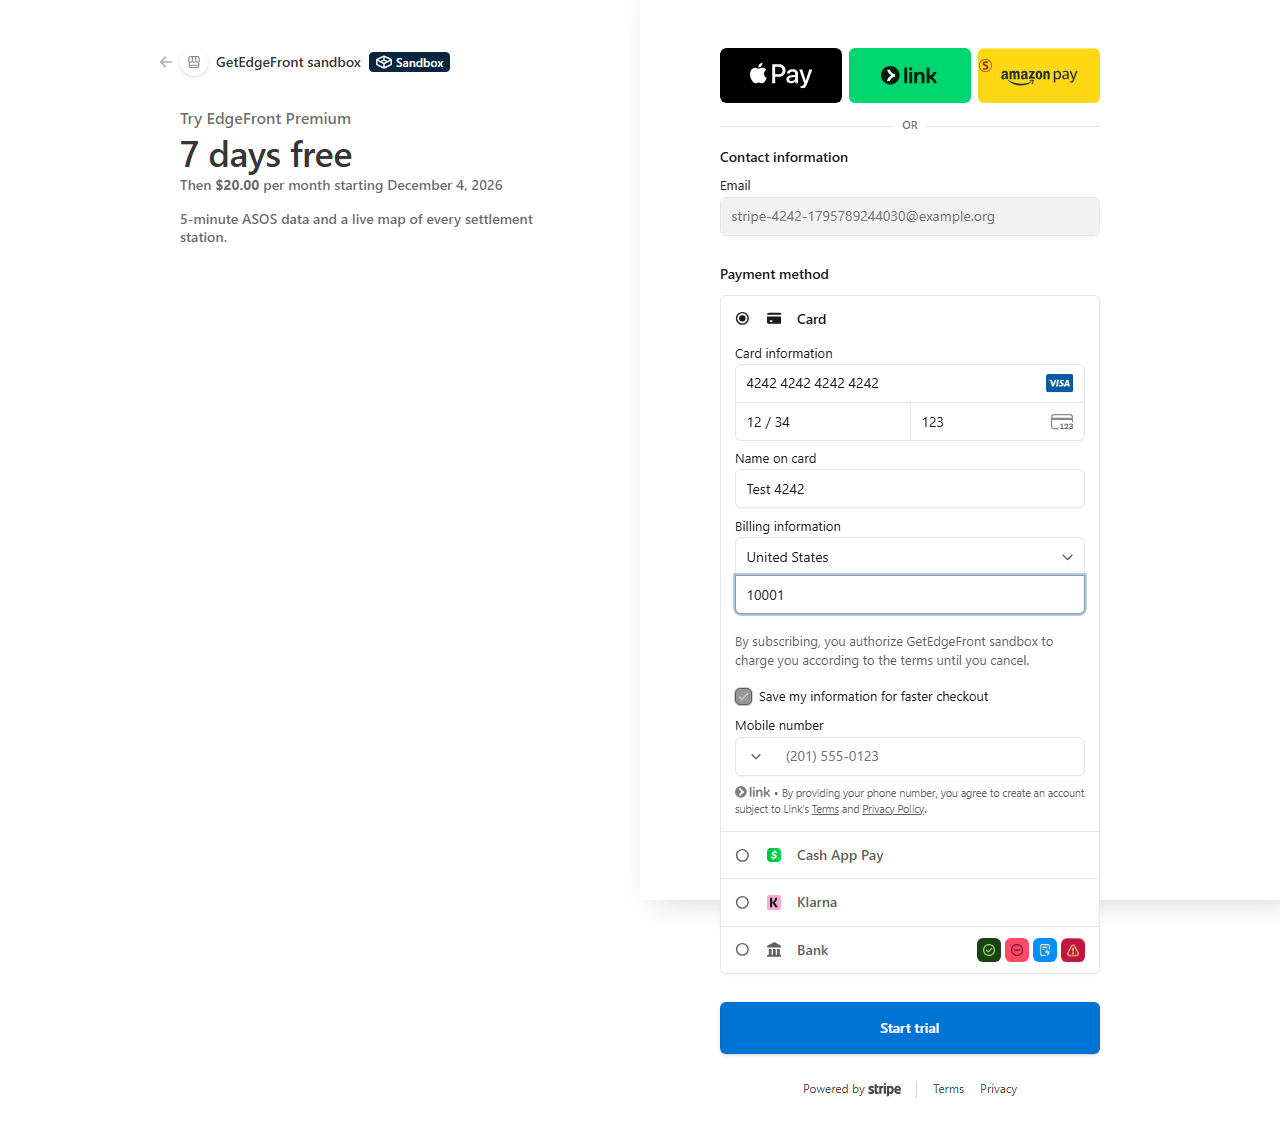 GetEdgeFront sandbox
Sandbox
Try EdgeFront Premium
7 days free
Then $20.00 per month starting December 4, 2026
5-minute ASOS data and a live map of every settlement
station.
Pay
link
S
amazon pay
OR
Contact information
Email
stripe-4242-1795789244030@example.org
Payment method
Card
Card information
4242 4242 4242 4242
VISA
12 / 34
123
123
Name on card
Test 4242
Billing information
United States
10001
By subscribing, you authorize GetEdgeFront sandbox to
charge you according to the terms until you cancel.
Save my information for faster checkout
Mobile number
(201) 555-0123
link • By providing your phone number, you agree to create an account
subject to Link's Terms and Privacy Policy.
$
Cash App Pay
K
Klarna
Bank
Start trial
Powered by stripe
Terms
Privacy